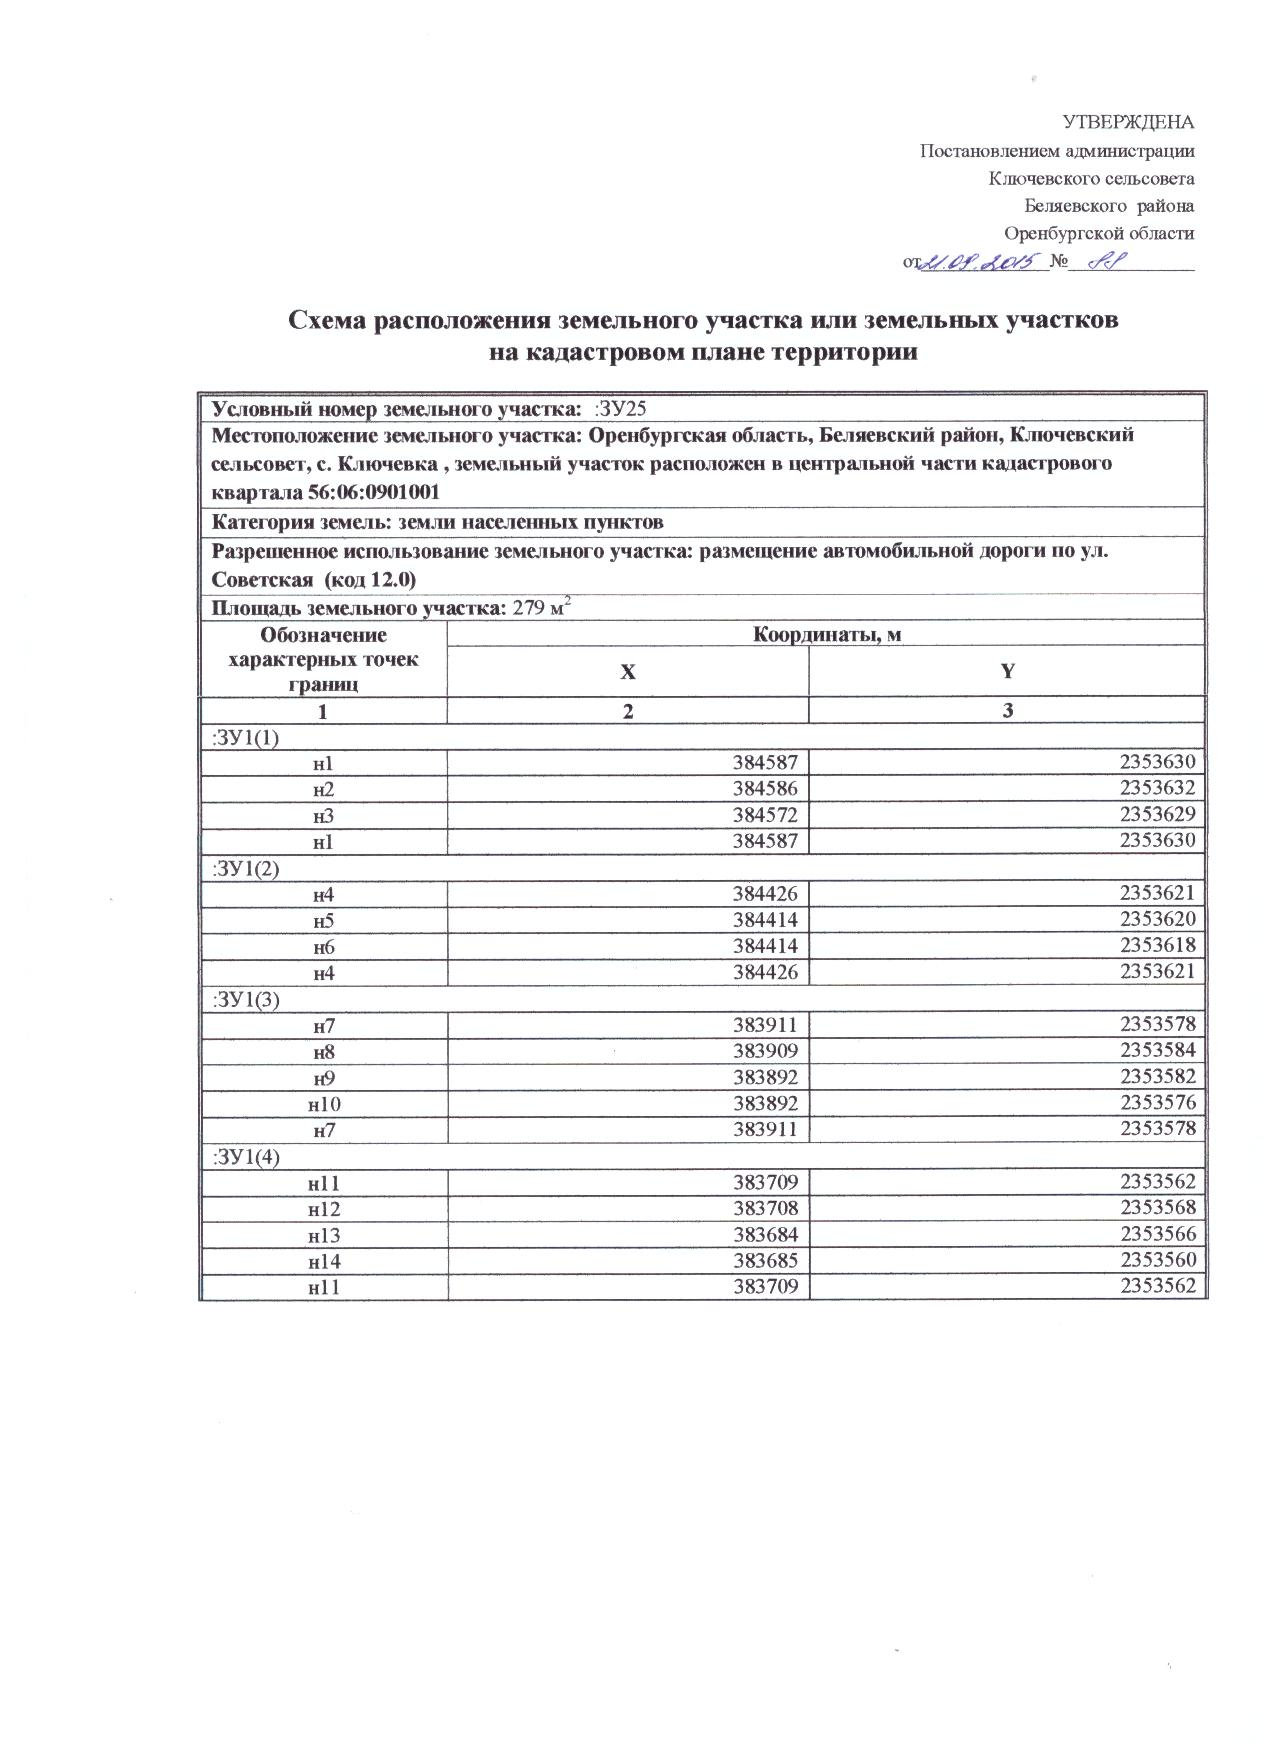 УТВЕРЖДЕНА
Постановлением администрации
Ключевского сельсовета
Беляевского района
Оренбургской области
от 21.09.2015 №
Схема расположения земельного участка или земельных участков
на кадастровом плане территории
Условный номер земельного участка: :ЗУ25
Местоположение земельного участка: Оренбургская область, Беляевский район, Ключевский
сельсовет, с. Ключевка , земельный участок расположен в центральной части кадастрового
квартала 56:06:0901001
Категория земель: земли населенных пунктов
Разрешенное использование земельного участка: размещение автомобильной дороги по ул.
Советская (код 12.0)
Площадь земельного участка: 279 м²
Обозначение
характерных точек
границ
Координаты, м
X Y
1 2 3
:ЗУ1(1)
н1 384587 2353630
н2 384586 2353632
н3 384572 2353629
н1 384587 2353630
:ЗУ1(2)
н4 384426 2353621
н5 384414 2353620
н6 384414 2353618
н4 384426 2353621
:ЗУ1(3)
н7 383911 2353578
н8 383909 2353584
н9 383892 2353582
н10 383892 2353576
н7 383911 2353578
:ЗУ1(4)
н11 383709 2353562
н12 383708 2353568
н13 383684 2353566
н14 383685 2353560
н11 383709 2353562